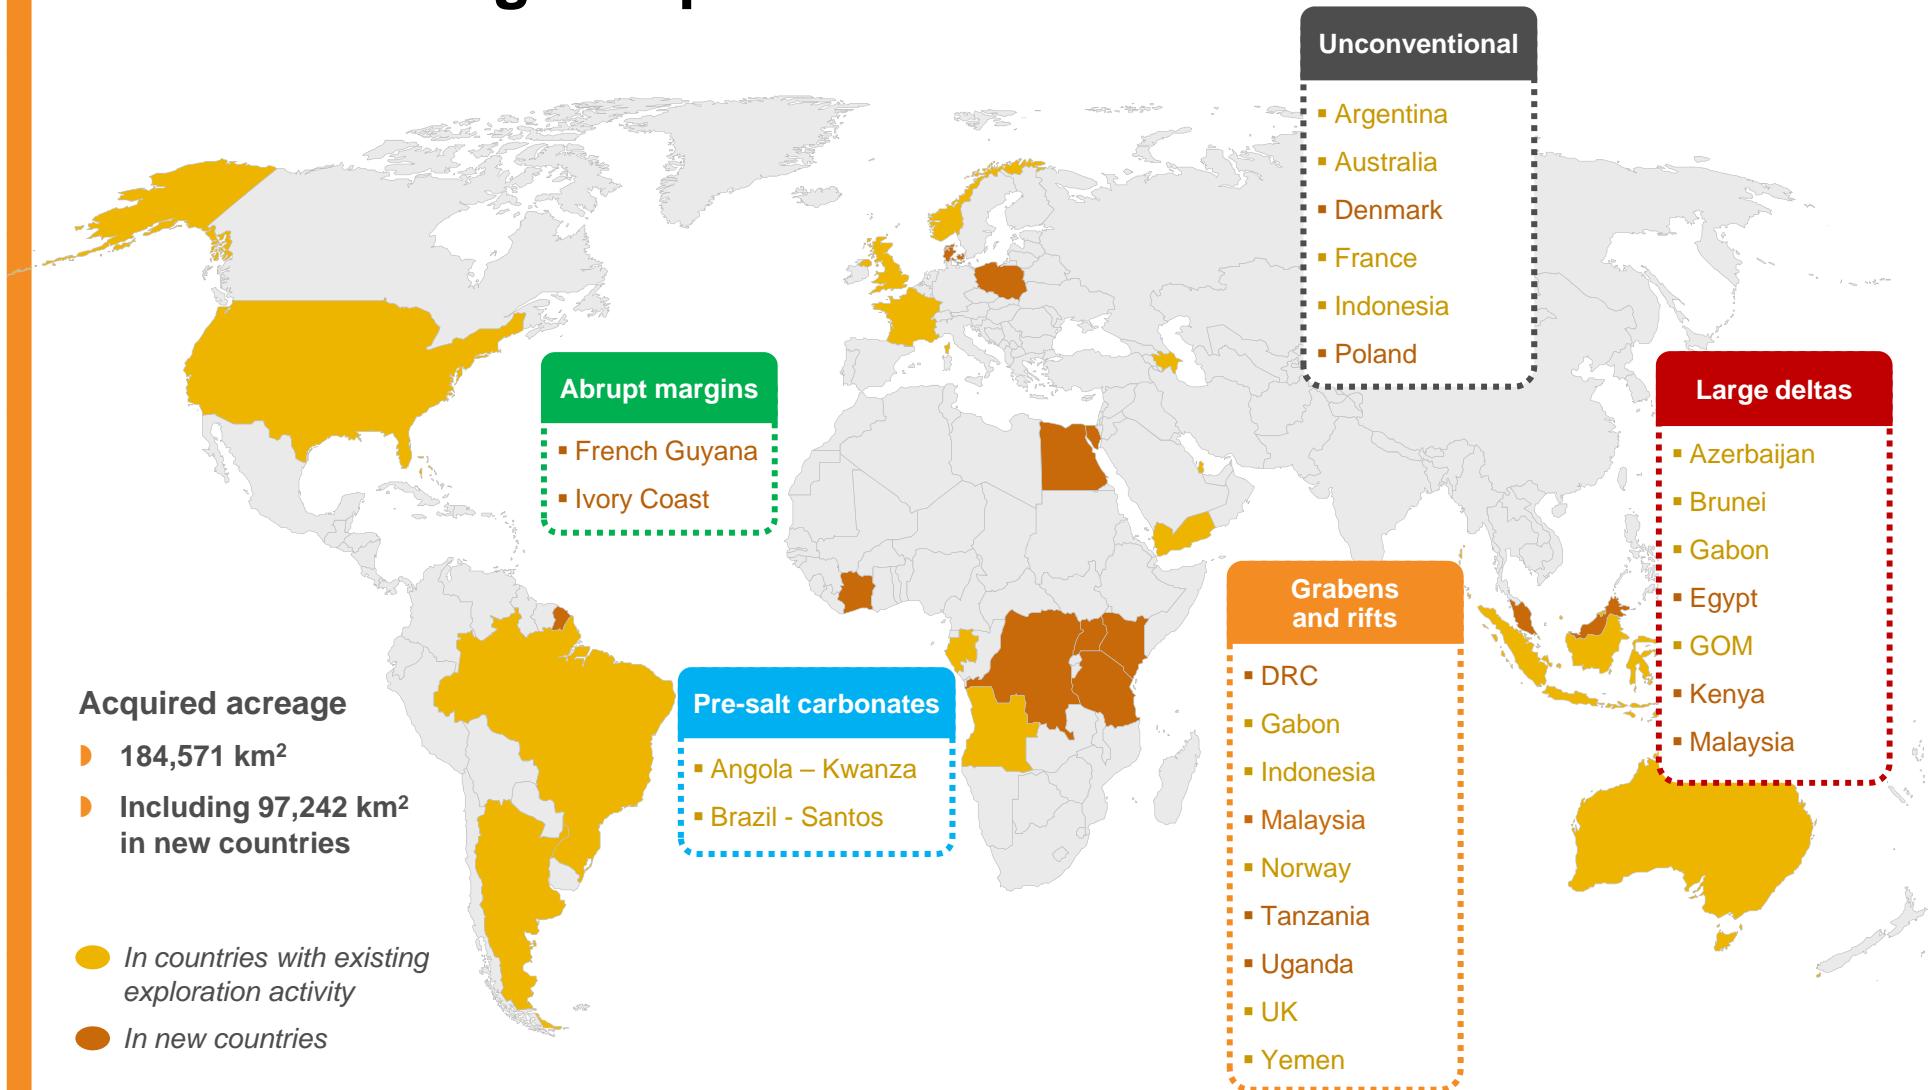 Unconventional
▪ Argentina
▪ Australia
▪ Denmark
▪ France
▪ Indonesia
▪ Poland
Abrupt margins
▪ French Guyana
▪ Ivory Coast
Large deltas
▪ Azerbaijan
▪ Brunei
▪ Gabon
▪ Egypt
▪ GOM
▪ Kenya
▪ Malaysia
Grabens
and rifts
▪ DRC
▪ Gabon
▪ Indonesia
▪ Malaysia
▪ Norway
▪ Tanzania
▪ Uganda
▪ UK
▪ Yemen
Pre-salt carbonates
▪ Angola – Kwanza
▪ Brazil - Santos
Acquired acreage
184,571 km²
Including 97,242 km²
in new countries
In countries with existing
exploration activity
In new countries